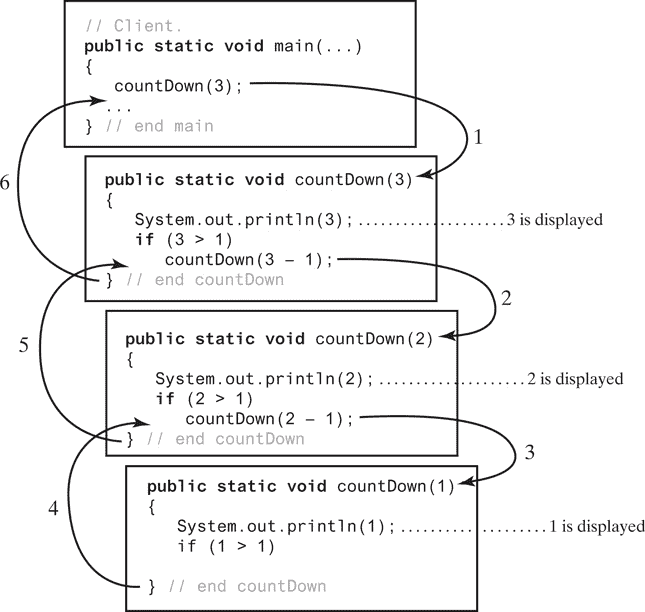 // Client.
public static void main(...)
{
countDown(3);
...
} // end main
1
6
public static void countDown(3)
{
System.out.println(3); ..................... 3 is displayed
if (3 > 1)
countDown(3 – 1);
} // end countDown
2
5
public static void countDown(2)
{
System.out.println(2); ..................... 2 is displayed
if (2 > 1)
countDown(2 – 1);
} // end countDown
3
4
public static void countDown(1)
{
System.out.println(1); ..................... 1 is displayed
if (1 > 1)
} // end countDown